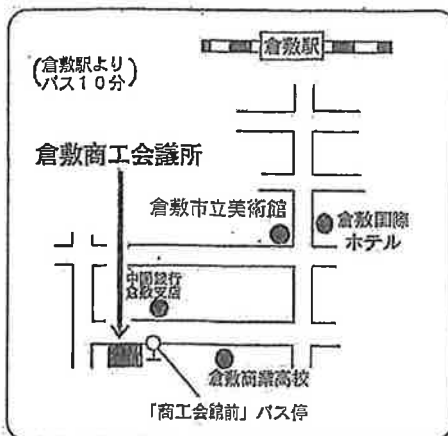 倉敷駅
(倉敷駅より
バス10分)
倉敷商工会議所
倉敷市立美術館
倉敷国際
ホテル
中国銀行
倉敷支店
倉敷商業高校
「商工会館前」バス停